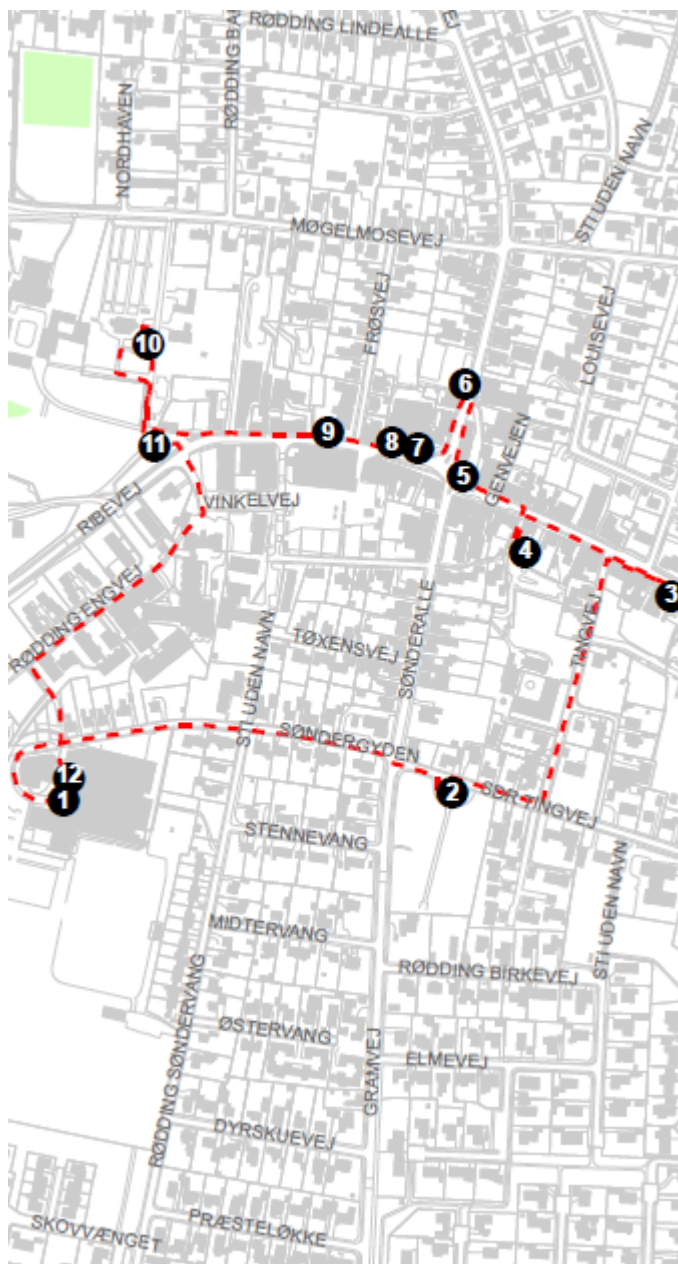 RØDDING LINDEALLE
RØDDING
NORDHAVEN
STI UDEN NAVN
MØGELMOSEVEJ
FRØSVEJ
LOUISEVEJ
10
6
9
8
7
11
5
GENVEJEN
RIBEVEJ
VINKELVEJ
4
3
RØDDING ENGVEJ
STI UDEN NAVN
TØXENSVEJ
SØNDERALLE
TINGVEJ
SØNDERGYDEN
12
1
2
SDR TINGVEJ
STENNEVANG
STI UDEN NAVN
MIDTERVANG
RØDDING BIRKEVEJ
RØDDING SØNDERVANG
ØSTERVANG
GRAMVEJ
ELMEVEJ
DYRSKUEVEJ
SKOVVÆNGET
PRÆSTELØKKE